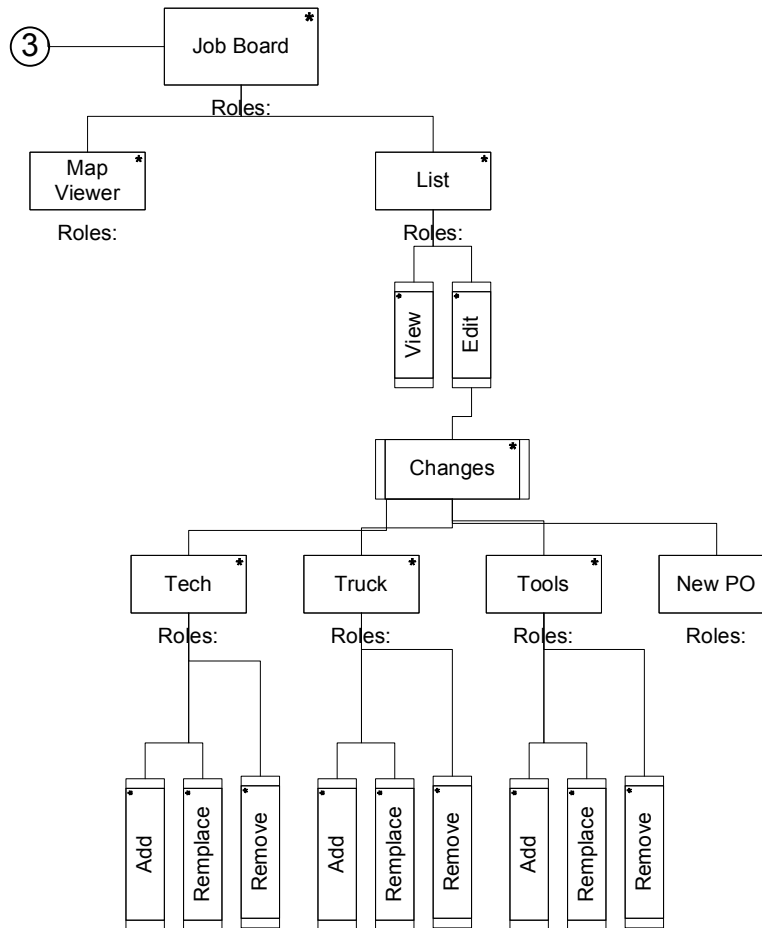 3
Job Board
*
Roles:
Map
Viewer
*
List
*
Roles:
Roles:
*
View
*
Edit
Changes
*
Tech
*
Truck
*
Tools
*
New PO
Roles:
Roles:
Roles:
Roles:
*
Add
*
Remplace
*
Remove
*
Add
*
Remplace
*
Remove
*
Add
*
Remplace
*
Remove